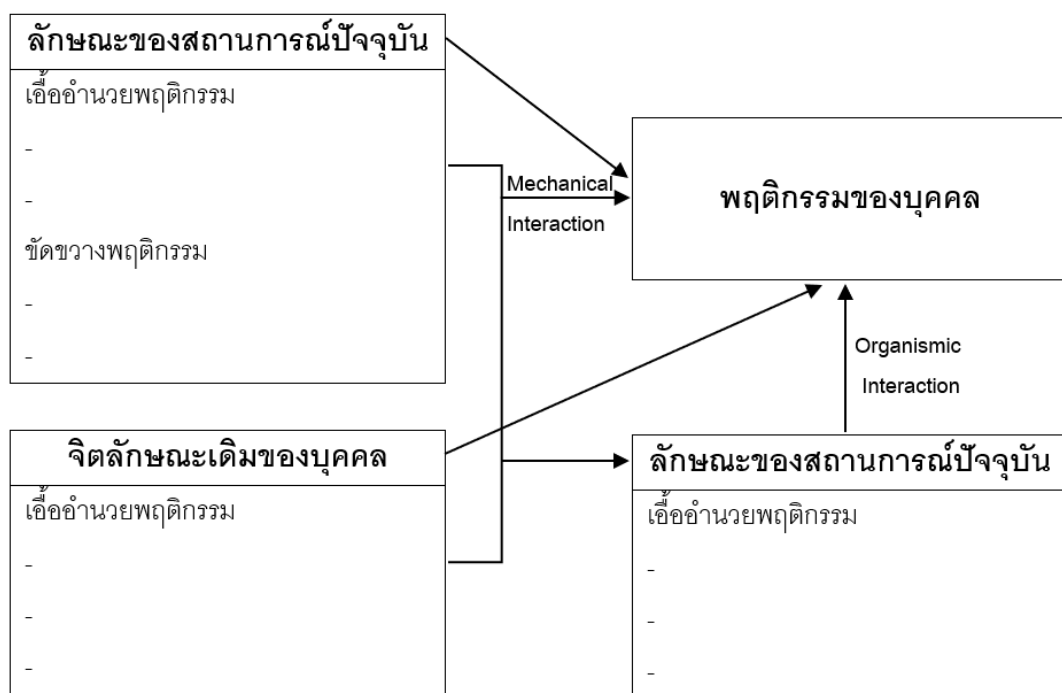 ลักษณะของสถานการณ์ปัจจุบัน
เอื้ออำนวยพฤติกรรม
-
-
ขัดขวางพฤติกรรม
-
-
Mechanical
Interaction
พฤติกรรมของบุคคล
Organismic
Interaction
จิตลักษณะเดิมของบุคคล
เอื้ออำนวยพฤติกรรม
-
-
-
ลักษณะของสถานการณ์ปัจจุบัน
เอื้ออำนวยพฤติกรรม
-
-
-